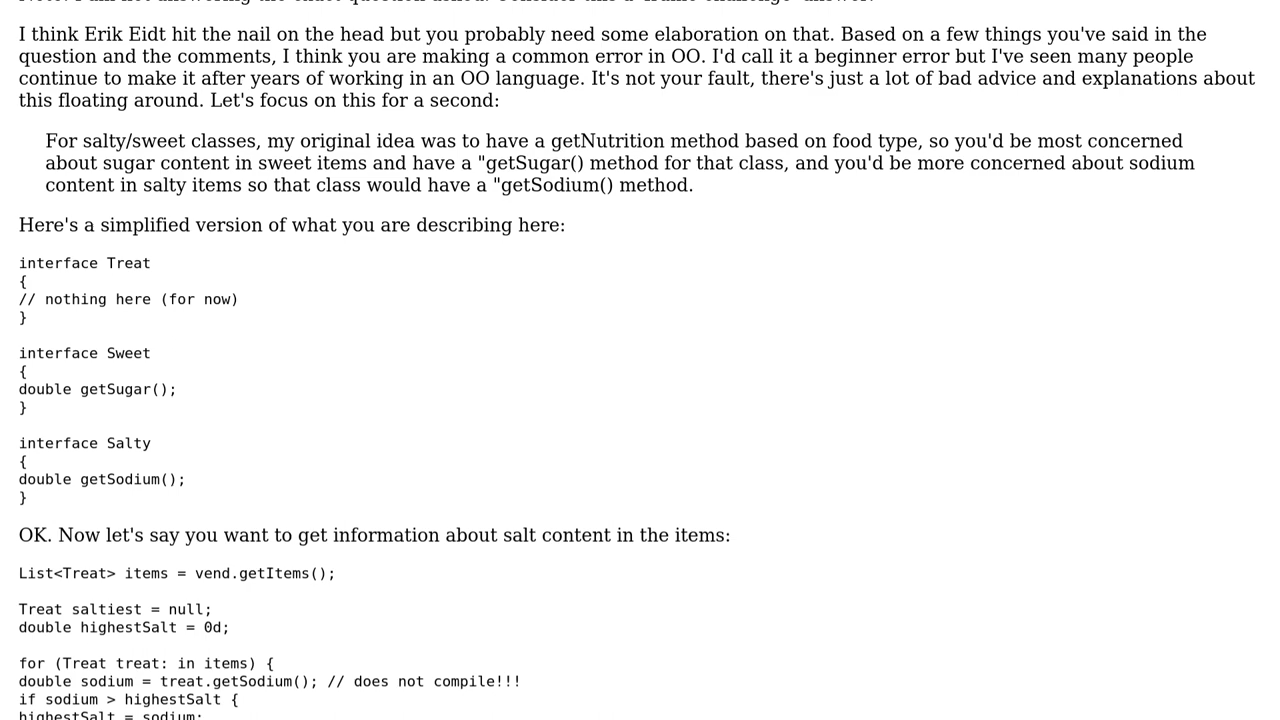 I think Erik Eidt hit the nail on the head but you probably need some elaboration on that. Based on a few things you've said in the
question and the comments, I think you are making a common error in OO. I'd call it a beginner error but I've seen many people
continue to make it after years of working in an OO language. It's not your fault, there's just a lot of bad advice and explanations about
this floating around. Let's focus on this for a second:
For salty/sweet classes, my original idea was to have a getNutrition method based on food type, so you'd be most concerned
about sugar content in sweet items and have a "getSugar() method for that class, and you'd be more concerned about sodium
content in salty items so that class would have a "getSodium() method.
Here's a simplified version of what you are describing here:
interface Treat
{
// nothing here (for now)
}
interface Sweet
{
double getSugar();
}
interface Salty
{
double getSodium();
}
OK. Now let's say you want to get information about salt content in the items:
List<Treat> items = vend.getItems();
Treat saltiest = null;
double highestSalt = 0d;
for (Treat treat: in items) {
double sodium = treat.getSodium(); // does not compile!!!
if sodium > highestSalt {
highestSalt = sodium;